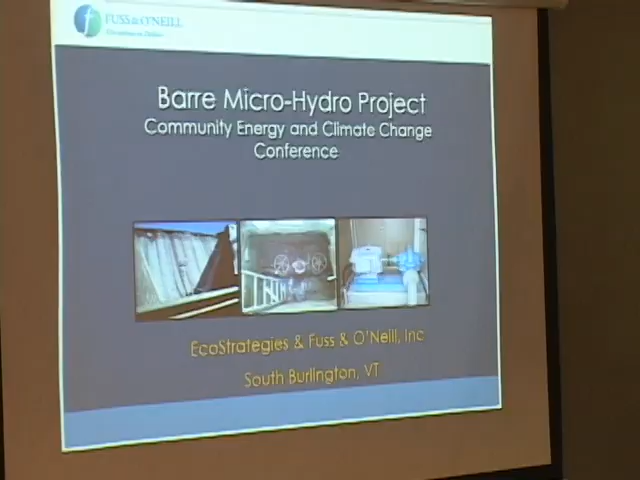 FUSS & O'NEILL
Barre Micro-Hydro Project
Community Energy and Climate Change
Conference
EcoStrategies & Fuss & O'Neill, Inc
South Burlington, VT